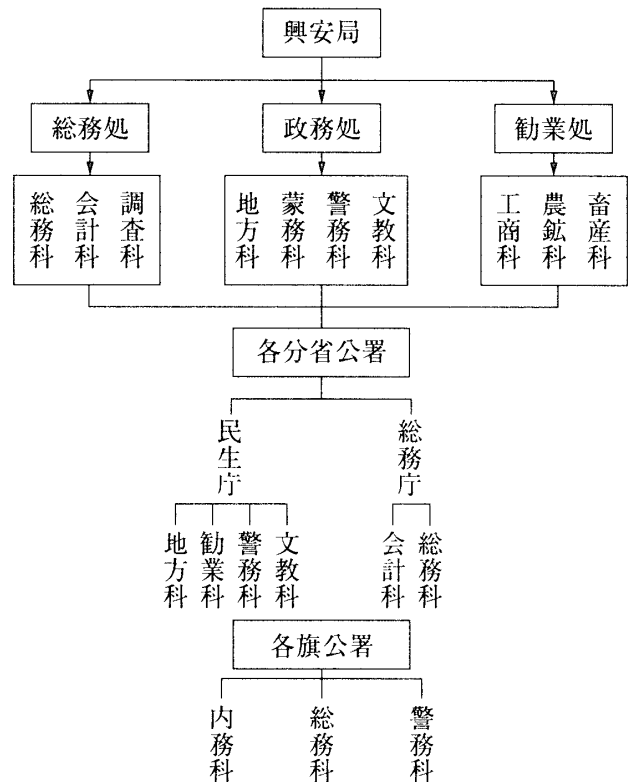 興安局
総務処
政務処
勧業処
調査科
会計科
総務科
文教科
警務科
蒙務科
地方科
畜産科
農鉱科
工商科
各分省公署
総務庁
民生庁
総務科
会計科
文教科
警務科
勧業科
地方科
各旗公署
警務科
総務科
内務科